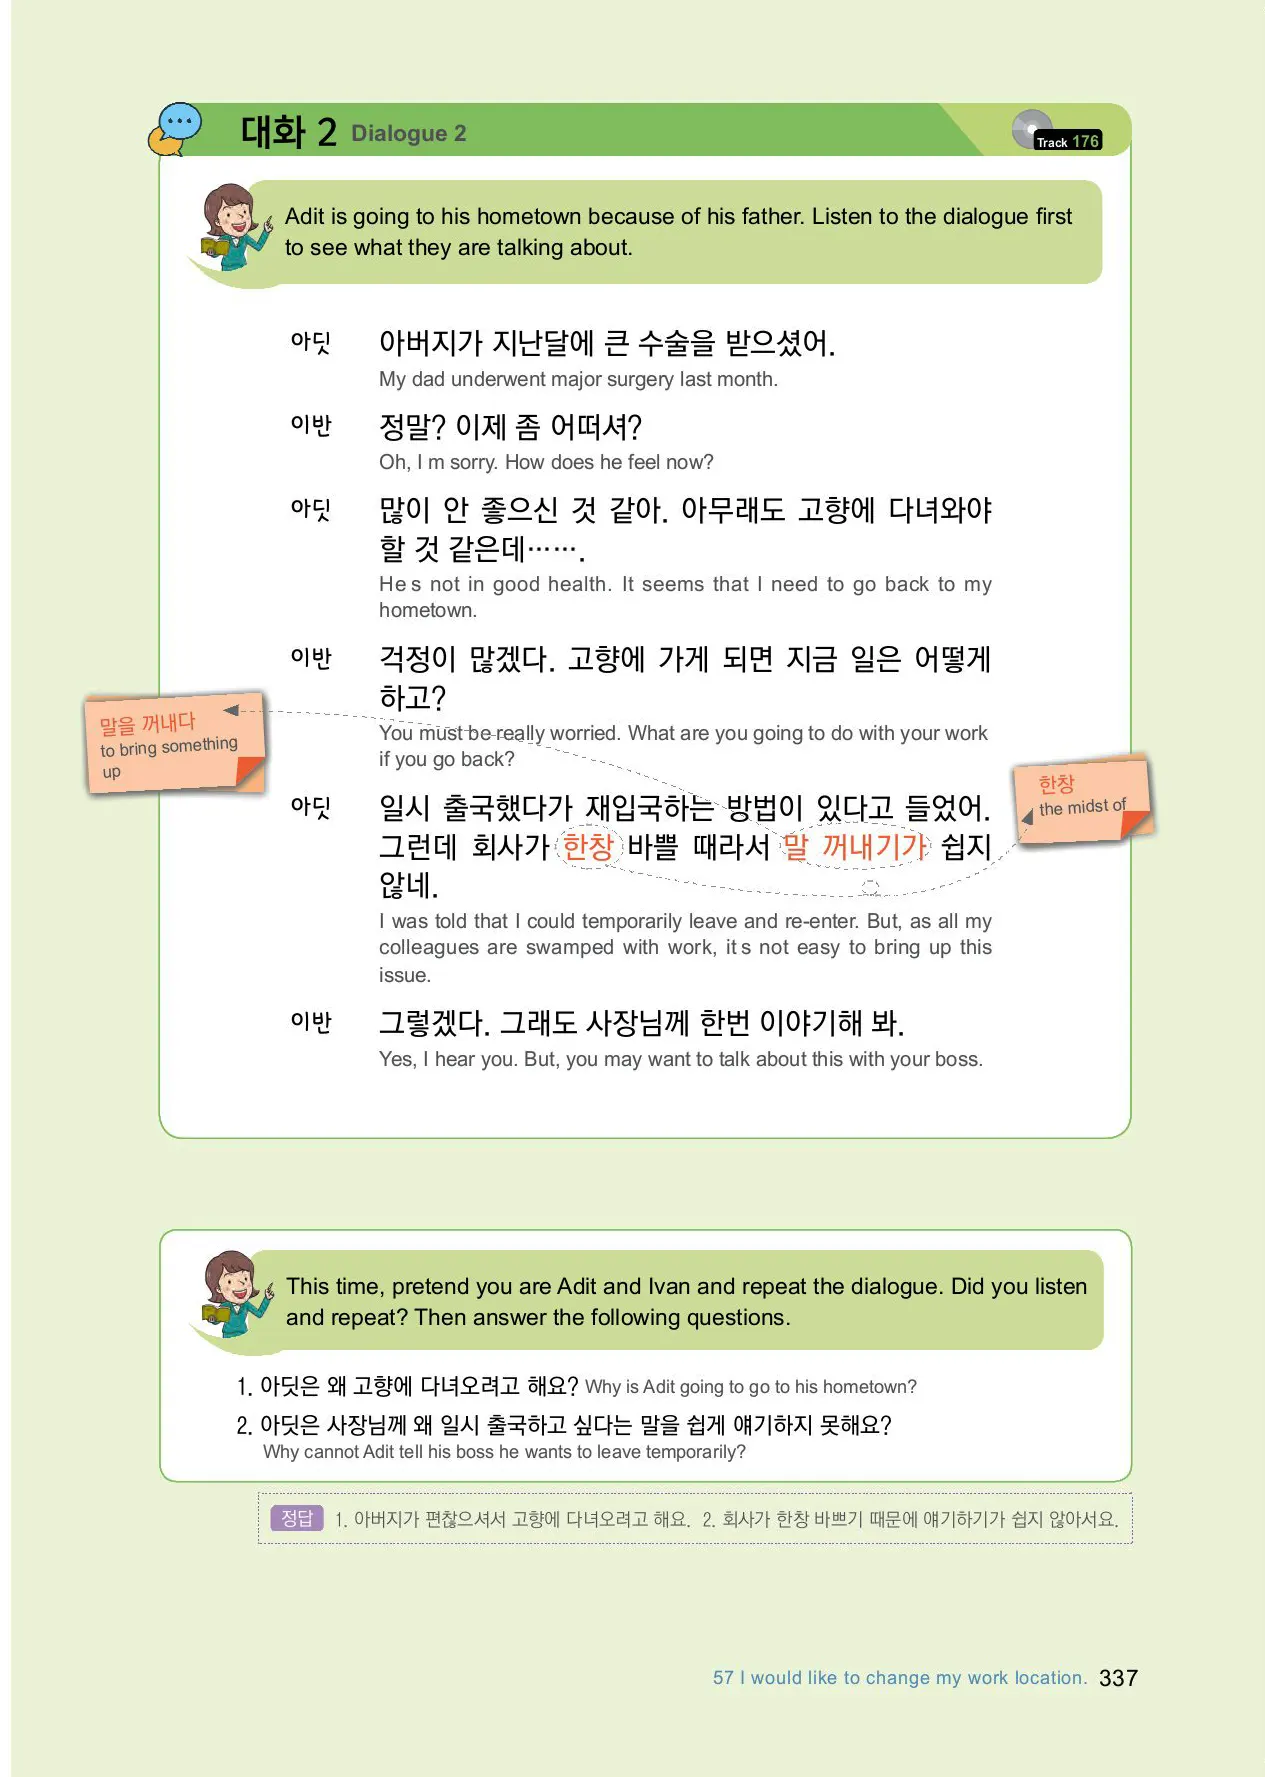 대화 2 Dialogue 2
Track 176
Adit is going to his hometown because of his father. Listen to the dialogue first
to see what they are talking about.
아딧 아버지가 지난달에 큰 수술을 받으셨어.
My dad underwent major surgery last month.
이반 정말? 이제 좀 어떠셔?
Oh, I m sorry. How does he feel now?
아딧 많이 안 좋으신 것 같아. 아무래도 고향에 다녀와야
할 것 같은데…….
He s not in good health. It seems that I need to go back to my
hometown.
이반 걱정이 많겠다. 고향에 가게 되면 지금 일은 어떻게
하고?
You must be really worried. What are you going to do with your work
if you go back?
말을 꺼내다
to bring something
up
한창
the midst of
아딧 일시 출국했다가 재입국하는 방법이 있다고 들었어.
그런데 회사가 한창 바쁠 때라서 말 꺼내기가 쉽지
않네.
I was told that I could temporarily leave and re-enter. But, as all my
colleagues are swamped with work, it s not easy to bring up this
issue.
이반 그렇겠다. 그래도 사장님께 한번 이야기해 봐.
Yes, I hear you. But, you may want to talk about this with your boss.
This time, pretend you are Adit and Ivan and repeat the dialogue. Did you listen
and repeat? Then answer the following questions.
1. 아딧은 왜 고향에 다녀오려고 해요? Why is Adit going to go to his hometown?
2. 아딧은 사장님께 왜 일시 출국하고 싶다는 말을 쉽게 얘기하지 못해요?
Why cannot Adit tell his boss he wants to leave temporarily?
정답 1. 아버지가 편찮으셔서 고향에 다녀오려고 해요. 2. 회사가 한창 바쁘기 때문에 얘기하기가 쉽지 않아서요.
57 I would like to change my work location. 337